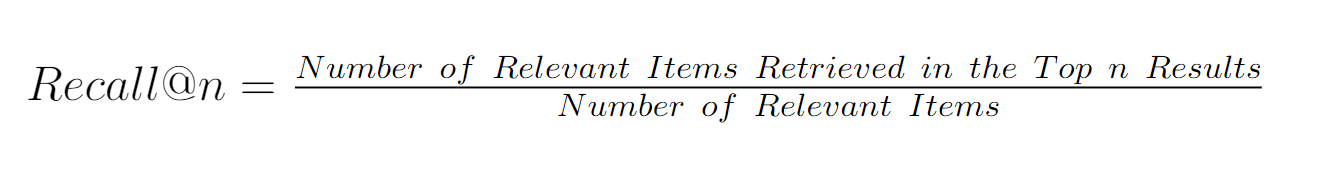 Recall@n = Number of Relevant Items Retrieved in the Top n Results
Number of Relevant Items